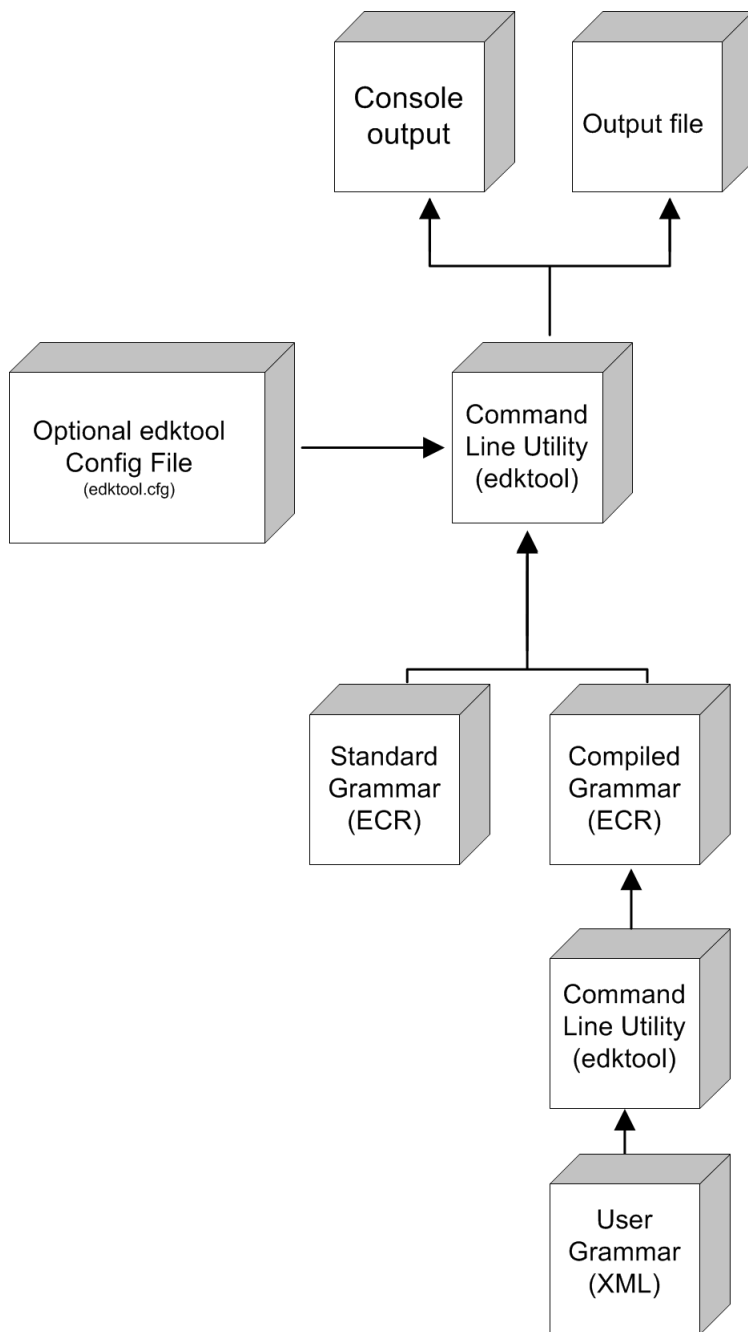 Console
output
Output file
Optional edktool
Config File
(edktool.cfg)
Command
Line Utility
(edktool)
Standard
Grammar
(ECR)
Compiled
Grammar
(ECR)
Command
Line Utility
(edktool)
User
Grammar
(XML)